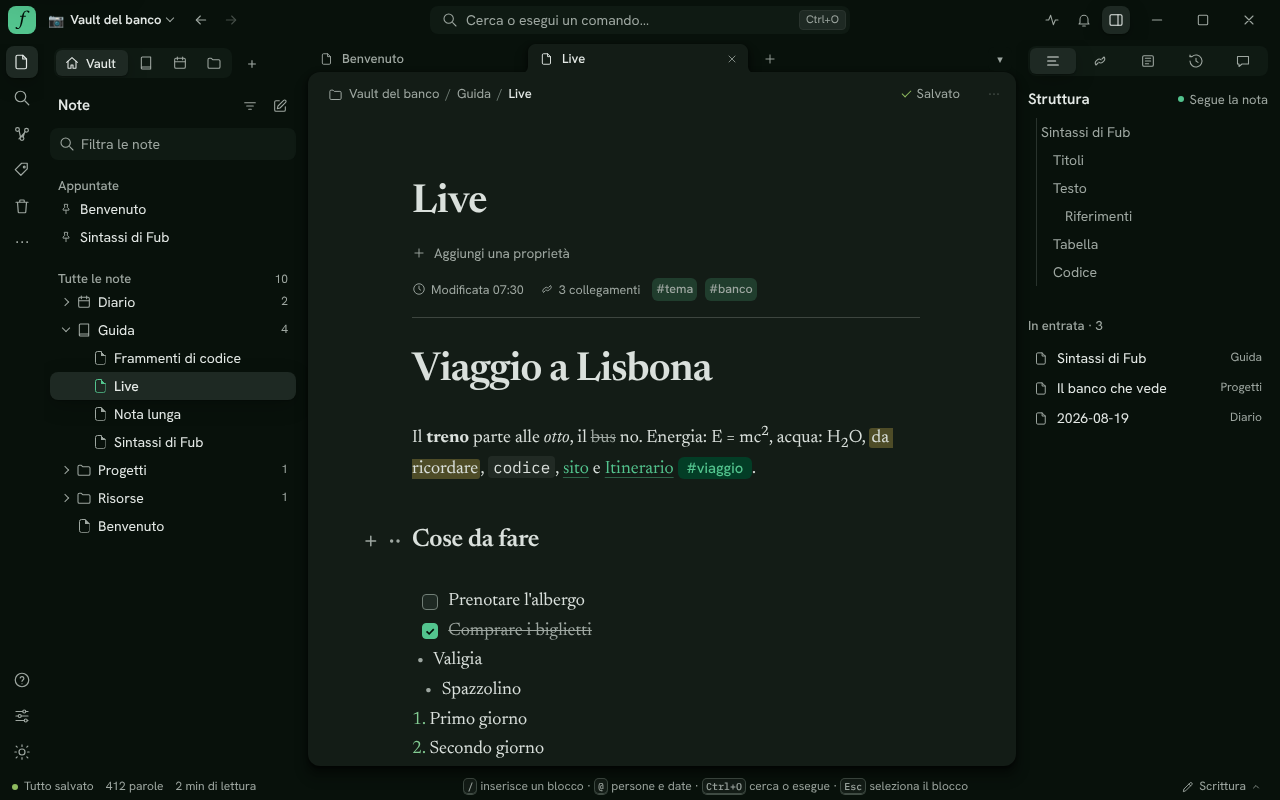 Vault del banco
Cerca o esegui un comando…
Ctrl+O
Vault
Benvenuto
Live
Note
Filtra le note
Appuntate
Benvenuto
Sintassi di Fub
Tutte le note 10
Diario 2
Guida 4
Frammenti di codice
Live
Nota lunga
Sintassi di Fub
Progetti 1
Risorse 1
Benvenuto
Vault del banco / Guida / Live
Salvato
Live
Aggiungi una proprietà
Modificata 07:30 3 collegamenti #tema #banco
Viaggio a Lisbona
Il treno parte alle otto, il bus no. Energia: E = mc², acqua: H₂O, da
ricordare, codice, sito e Itinerario #viaggio.
Cose da fare
Prenotare l'albergo
Comprare i biglietti
• Valigia
• Spazzolino
1. Primo giorno
2. Secondo giorno
Struttura
Segue la nota
Sintassi di Fub
Titoli
Testo
Riferimenti
Tabella
Codice
In entrata · 3
Sintassi di Fub Guida
Il banco che vede Progetti
2026-08-19 Diario
Tutto salvato 412 parole 2 min di lettura
/ inserisce un blocco · @ persone e date · Ctrl+O cerca o esegue · Esc seleziona il blocco
Scrittura